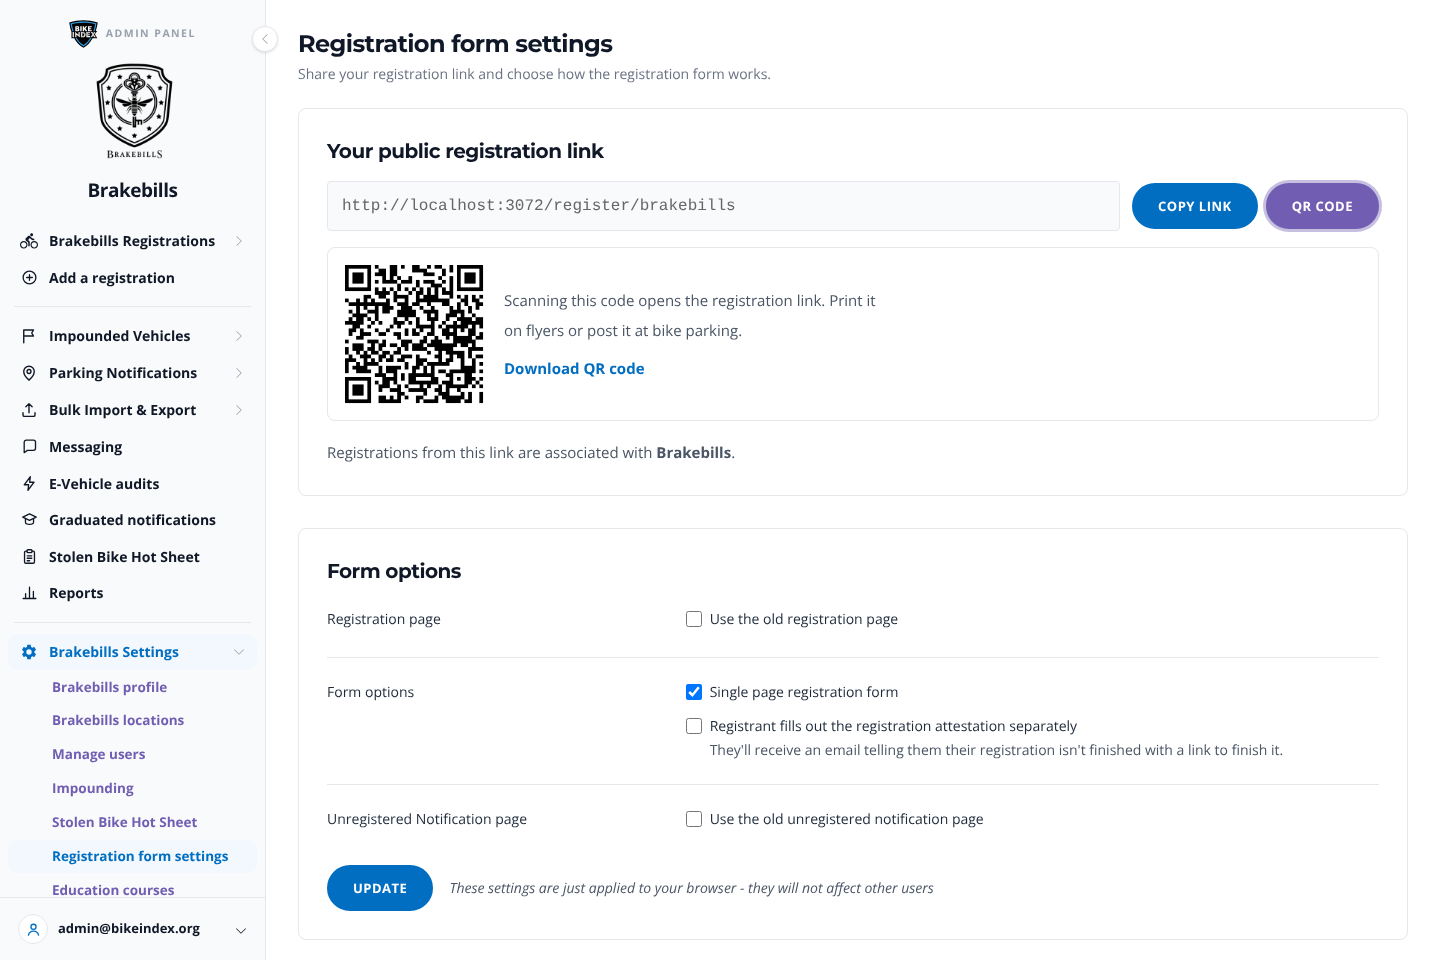 BIKE INDEX
ADMIN PANEL
BRAKEBILLS
Brakebills
Brakebills Registrations
Add a registration
Impounded Vehicles
Parking Notifications
Bulk Import & Export
Messaging
E-Vehicle audits
Graduated notifications
Stolen Bike Hot Sheet
Reports
Brakebills Settings
Brakebills profile
Brakebills locations
Manage users
Impounding
Stolen Bike Hot Sheet
Registration form settings
Education courses
admin@bikeindex.org
Registration form settings
Share your registration link and choose how the registration form works.
Your public registration link
http://localhost:3072/register/brakebills
COPY LINK
QR CODE
Scanning this code opens the registration link. Print it
on flyers or post it at bike parking.
Download QR code
Registrations from this link are associated with Brakebills.
Form options
Registration page
Use the old registration page
Form options
Single page registration form
Registrant fills out the registration attestation separately
They'll receive an email telling them their registration isn't finished with a link to finish it.
Unregistered Notification page
Use the old unregistered notification page
UPDATE
These settings are just applied to your browser - they will not affect other users